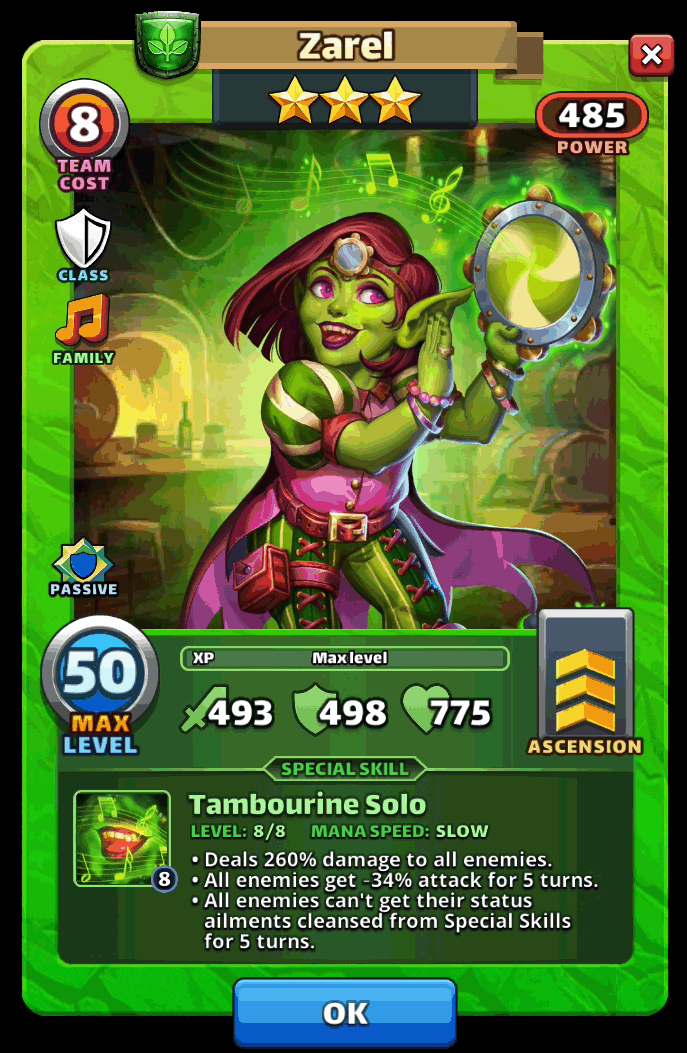 Zarel
8
TEAM
COST
485
POWER
CLASS
FAMILY
PASSIVE
50
MAX
LEVEL
XP Max level
493 498 775
ASCENSION
SPECIAL SKILL
Tambourine Solo
LEVEL: 8/8 MANA SPEED: SLOW
8
• Deals 260% damage to all enemies.
• All enemies get -34% attack for 5 turns.
• All enemies can't get their status
ailments cleansed from Special Skills
for 5 turns.
OK